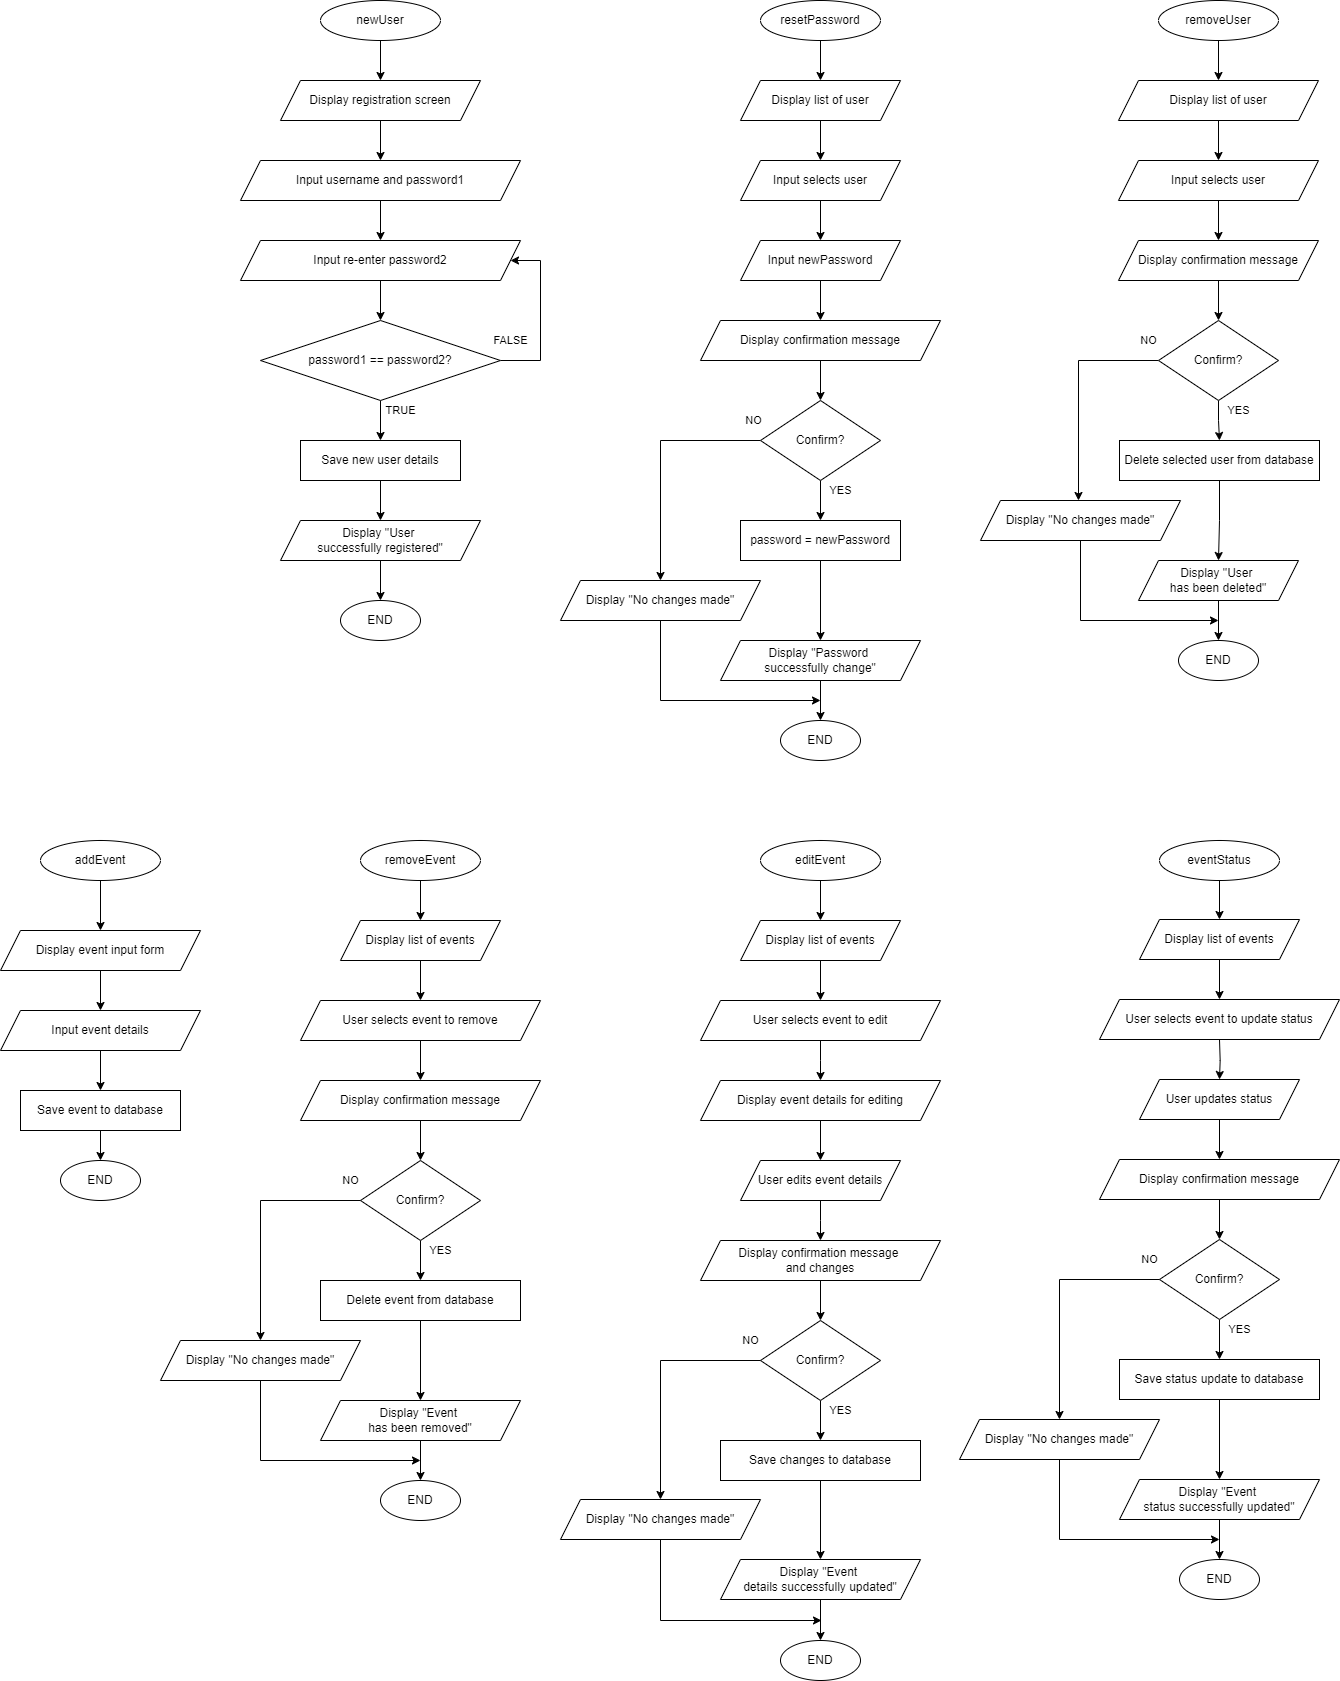 newUser
Display registration screen
Input username and password1
Input re-enter password2
password1 == password2?
FALSE
TRUE
Save new user details
Display "User
successfully registered"
END
resetPassword
Display list of user
Input selects user
Input newPassword
Display confirmation message
Confirm?
NO
YES
password = newPassword
Display "No changes made"
Display "Password
successfully change"
END
removeUser
Display list of user
Input selects user
Display confirmation message
Confirm?
NO
YES
Delete selected user from database
Display "No changes made"
Display "User
has been deleted"
END
addEvent
Display event input form
Input event details
Save event to database
END
removeEvent
Display list of events
User selects event to remove
Display confirmation message
Confirm?
NO
YES
Delete event from database
Display "No changes made"
Display "Event
has been removed"
END
editEvent
Display list of events
User selects event to edit
Display event details for editing
User edits event details
Display confirmation message
and changes
Confirm?
NO
YES
Save changes to database
Display "No changes made"
Display "Event
details successfully updated"
END
eventStatus
Display list of events
User selects event to update status
User updates status
Display confirmation message
Confirm?
NO
YES
Save status update to database
Display "No changes made"
Display "Event
status successfully updated"
END